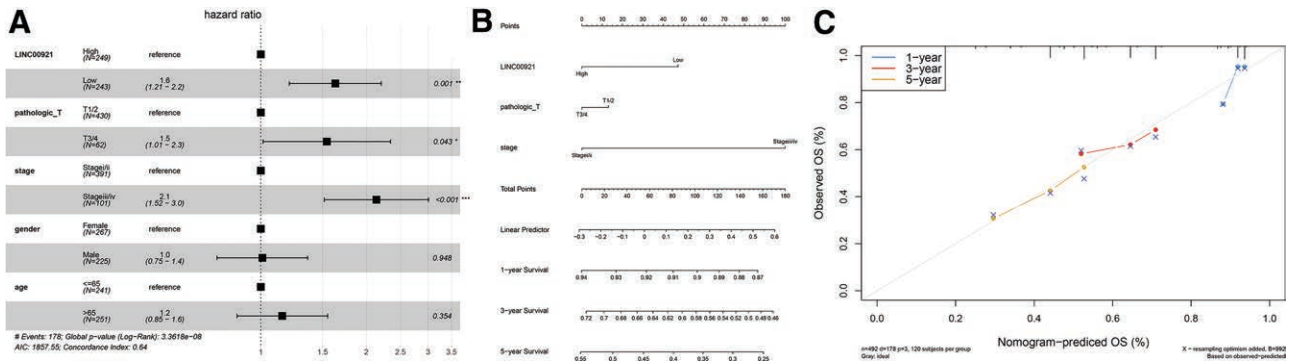 A
hazard ratio
LINC00921 High (N=249) reference
Low (N=243) 1.6 (1.21 − 2.2) 0.001 **
pathologic_T T1/2 (N=430) reference
T3/4 (N=62) 1.5 (1.01 − 2.3) 0.043 *
stage Stagei/ii (N=391) reference
Stageiii/iv (N=101) 2.1 (1.52 − 3.0) <0.001 ***
gender Female (N=267) reference
Male (N=225) 1.0 (0.75 − 1.4) 0.948
age <=65 (N=241) reference
>65 (N=251) 1.2 (0.85 − 1.6) 0.354
# Events: 178; Global p−value (Log−Rank): 3.3618e−08
AIC: 1857.55; Concordance Index: 0.64
1 1.5 2 2.5 3 3.5
B
Points 0 10 20 30 40 50 60 70 80 90 100
LINC00921 High Low
pathologic_T T3/4 T1/2
stage Stagei/ii Stageiii/iv
Total Points 0 20 40 60 80 100 120 140 160 180
Linear Predictor -0.3 -0.2 -0.1 0 0.1 0.2 0.3 0.4 0.5 0.6
1-year Survival 0.94 0.93 0.92 0.91 0.9 0.89 0.88 0.87
3-year Survival 0.72 0.7 0.68 0.66 0.64 0.62 0.6 0.58 0.56 0.54 0.52 0.5 0.48 0.46
5-year Survival 0.55 0.5 0.45 0.4 0.35 0.3 0.25
C
1-year
3-year
5-year
Observed OS (%)
1.0
0.8
0.6
0.4
0.2
0.0
0.0 0.2 0.4 0.6 0.8 1.0
Nomogram-prediced OS (%)
n=492 d=178 p=3, 120 subjects per group
Gray: ideal
X = resampling optimism added, B=992
Based on observed-predicted